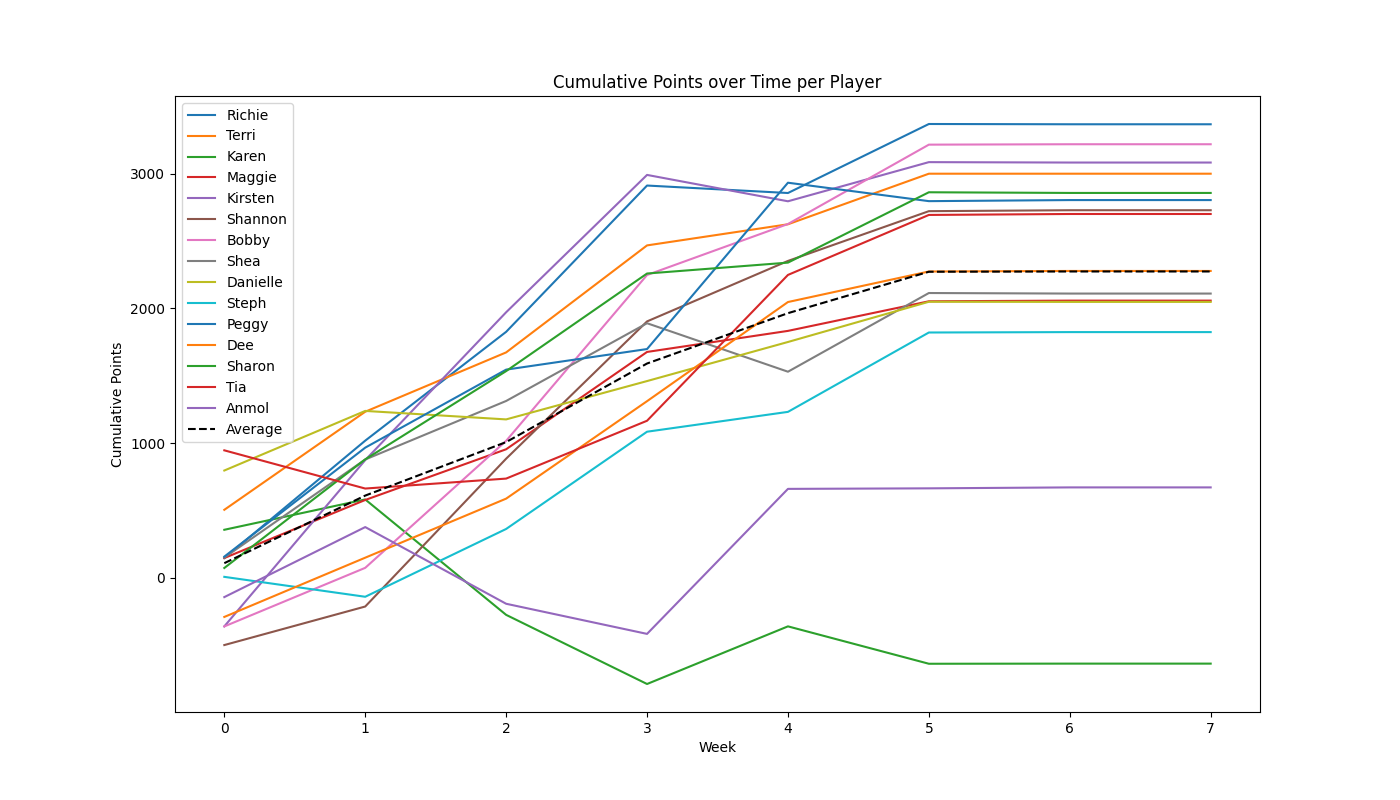 Cumulative Points over Time per Player
Richie
Terri
Karen
Maggie
Kirsten
Shannon
Bobby
Shea
Danielle
Steph
Peggy
Dee
Sharon
Tia
Anmol
Average
Cumulative Points
3000
2000
1000
0
0 1 2 3 4 5 6 7
Week